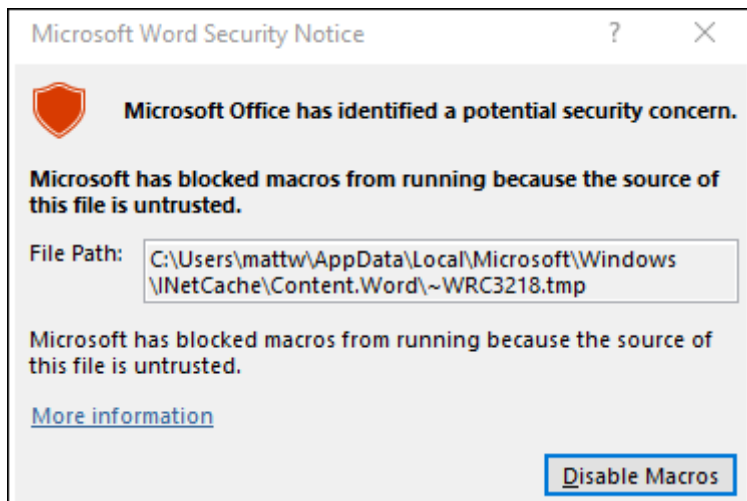 Microsoft Word Security Notice
Microsoft Office has identified a potential security concern.
Microsoft has blocked macros from running because the source of
this file is untrusted.
File Path: C:\Users\mattw\AppData\Local\Microsoft\Windows
\INetCache\Content.Word\~WRC3218.tmp
Microsoft has blocked macros from running because the source of
this file is untrusted.
More information
Disable Macros